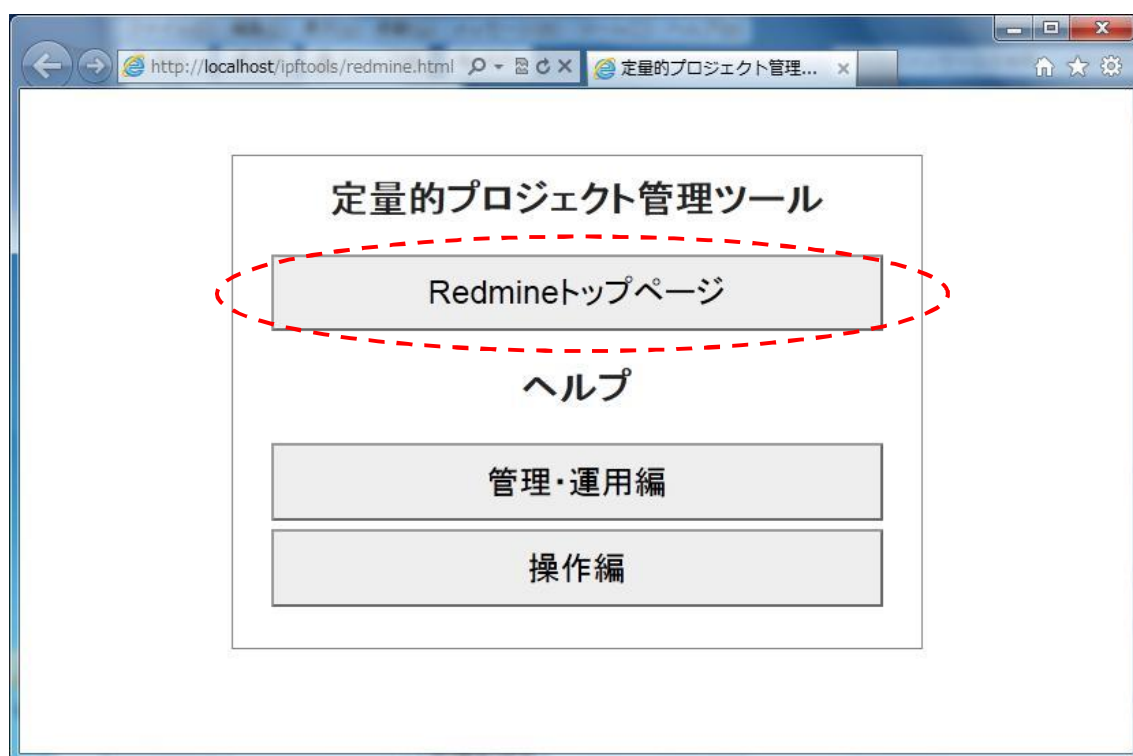 http://localhost/ipftools/redmine.html
定量的プロジェクト管理...
定量的プロジェクト管理ツール
Redmineトップページ
ヘルプ
管理・運用編
操作編